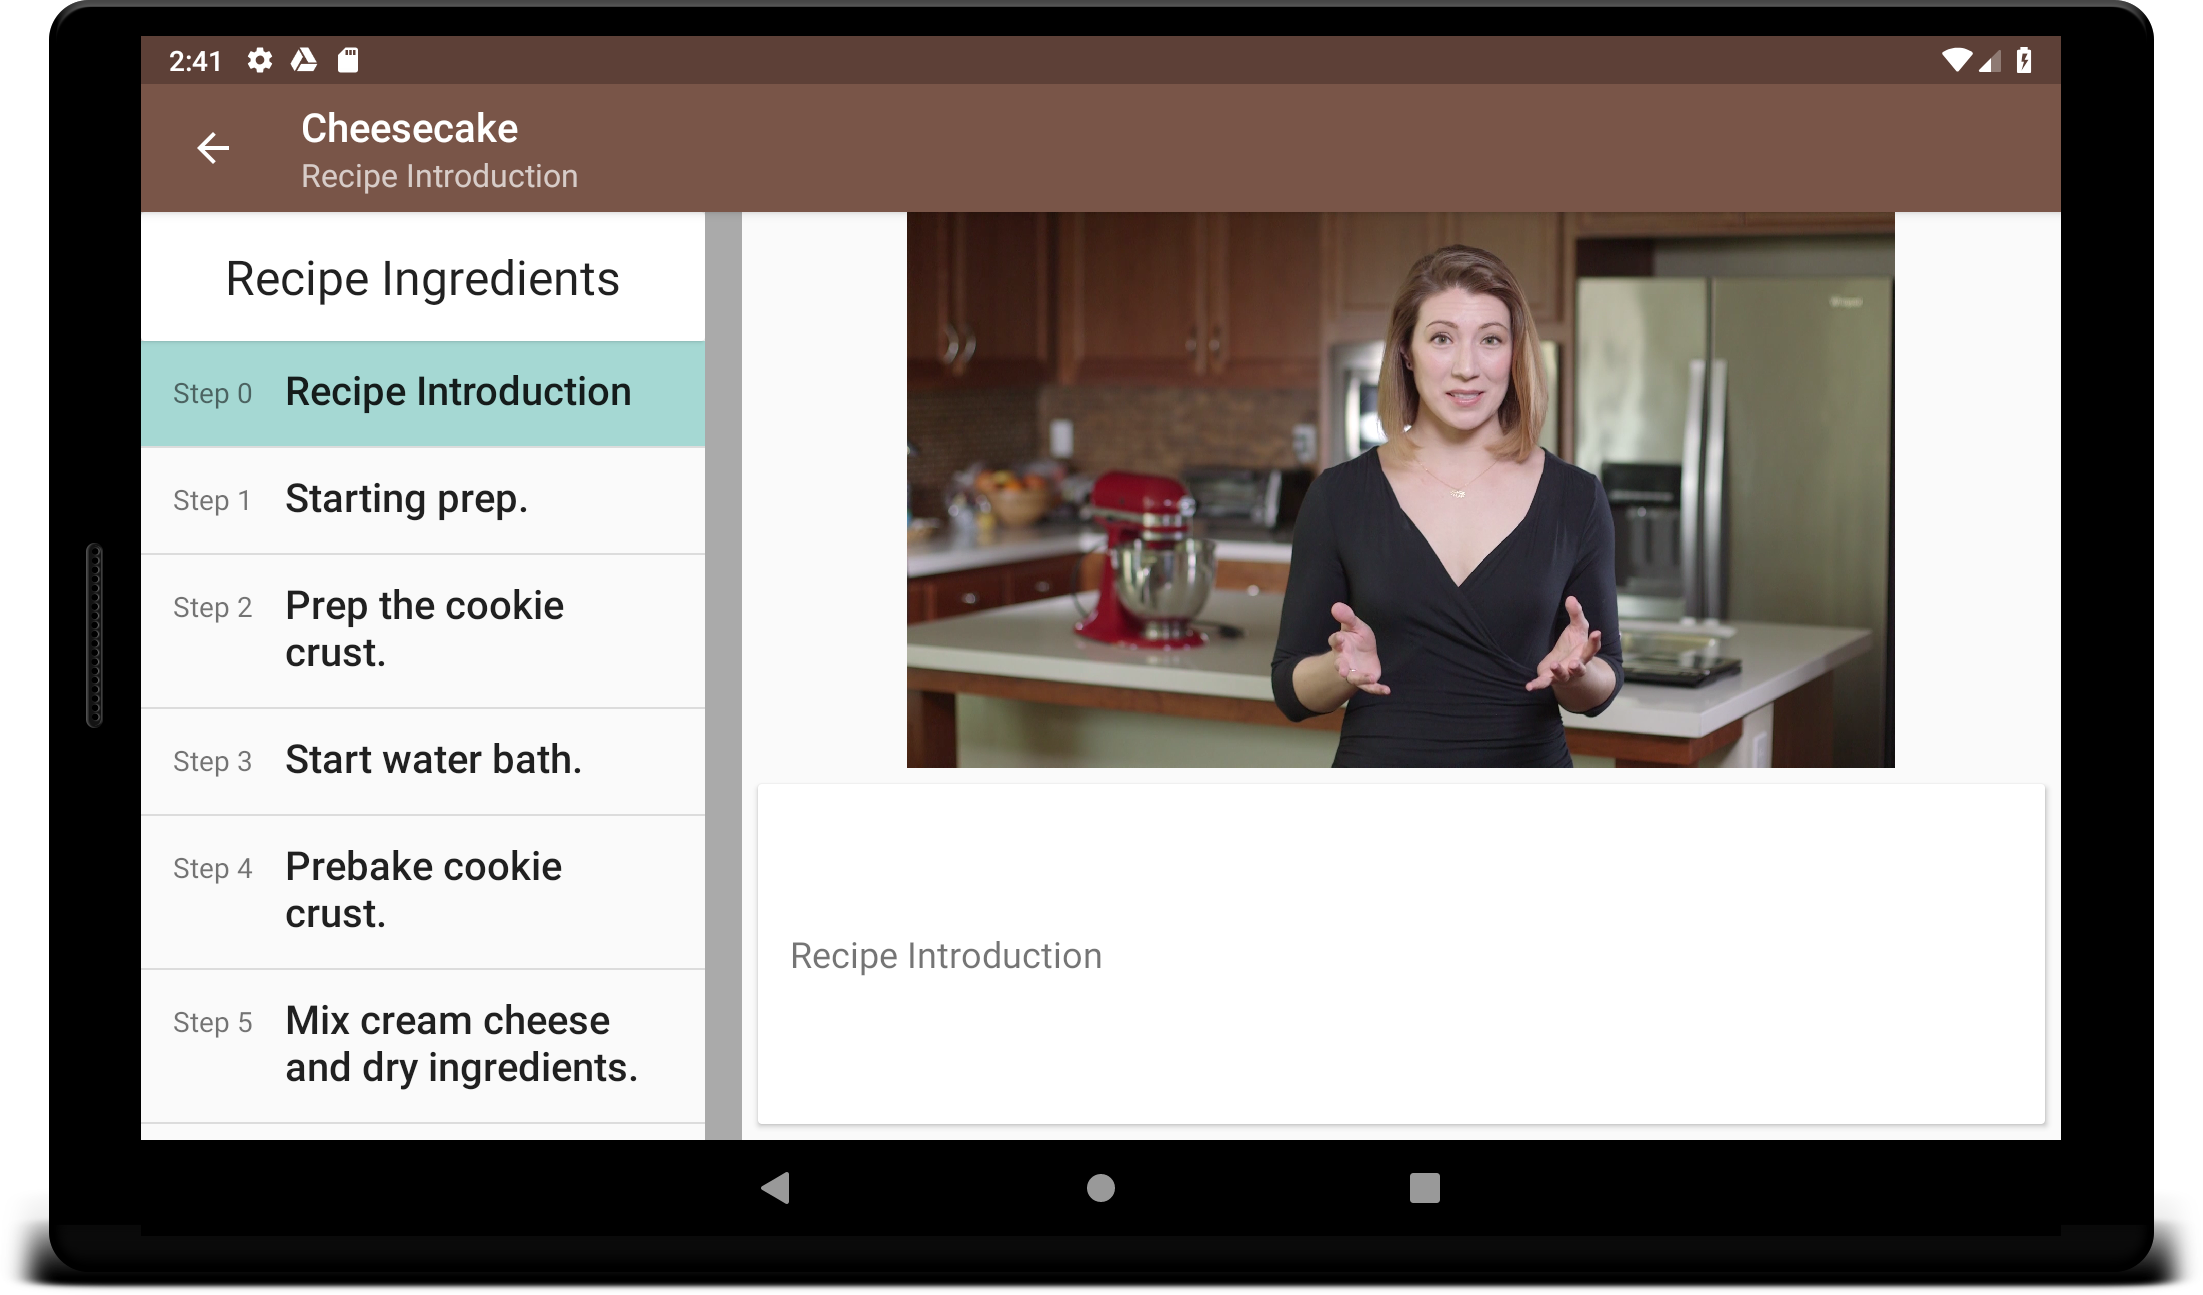 2:41
Cheesecake
Recipe Introduction
Recipe Ingredients
Step 0 Recipe Introduction
Step 1 Starting prep.
Step 2 Prep the cookie
crust.
Step 3 Start water bath.
Step 4 Prebake cookie
crust.
Step 5 Mix cream cheese
and dry ingredients.
Recipe Introduction